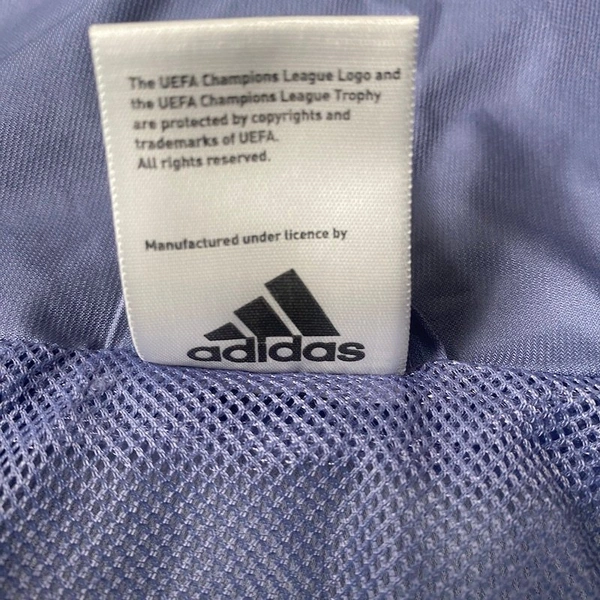 The UEFA Champions League Logo and
the UEFA Champions League Trophy
are protected by copyrights and
trademarks of UEFA.
All rights reserved.
Manufactured under licence by
adidas